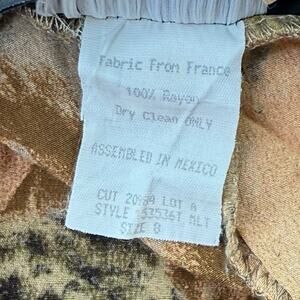 Fabric From France
100% Rayon
Dry Clean ONLY
ASSEMBLED IN MEXICO
CUT LOT A
STYLE MLT
SIZE 8